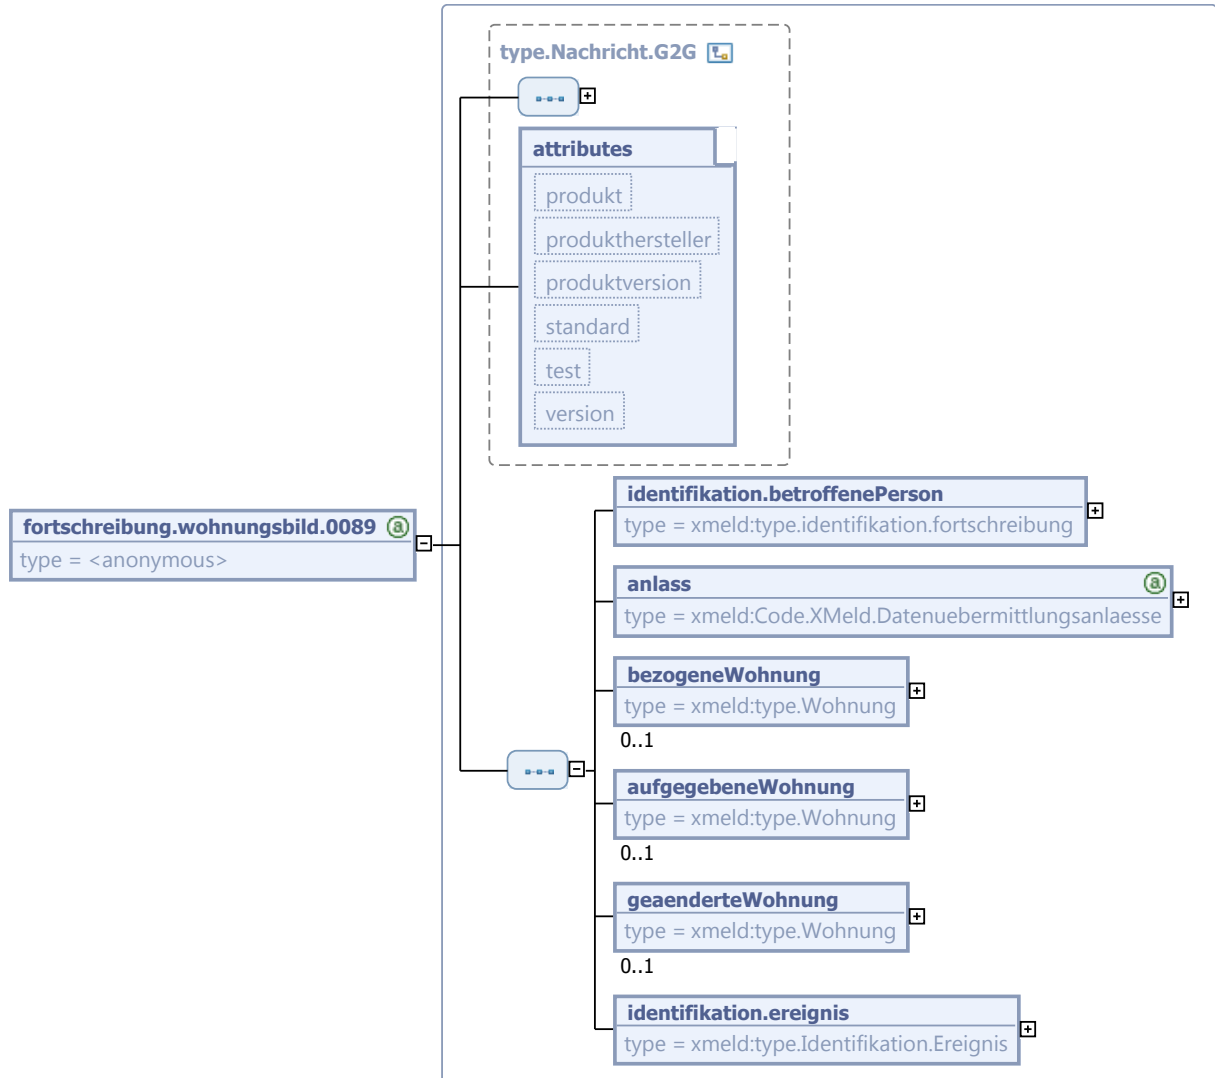 type.Nachricht.G2G
attributes
produkt
produkthersteller
produktversion
standard
test
version
fortschreibung.wohnungsbild.0089 a
type = <anonymous>
identifikation.betroffenePerson
type = xmeld:type.identifikation.fortschreibung
anlass a
type = xmeld:Code.XMeld.Datenuebermittlungsanlaesse
bezogeneWohnung
type = xmeld:type.Wohnung
0..1
aufgegebeneWohnung
type = xmeld:type.Wohnung
0..1
geaenderteWohnung
type = xmeld:type.Wohnung
0..1
identifikation.ereignis
type = xmeld:type.Identifikation.Ereignis